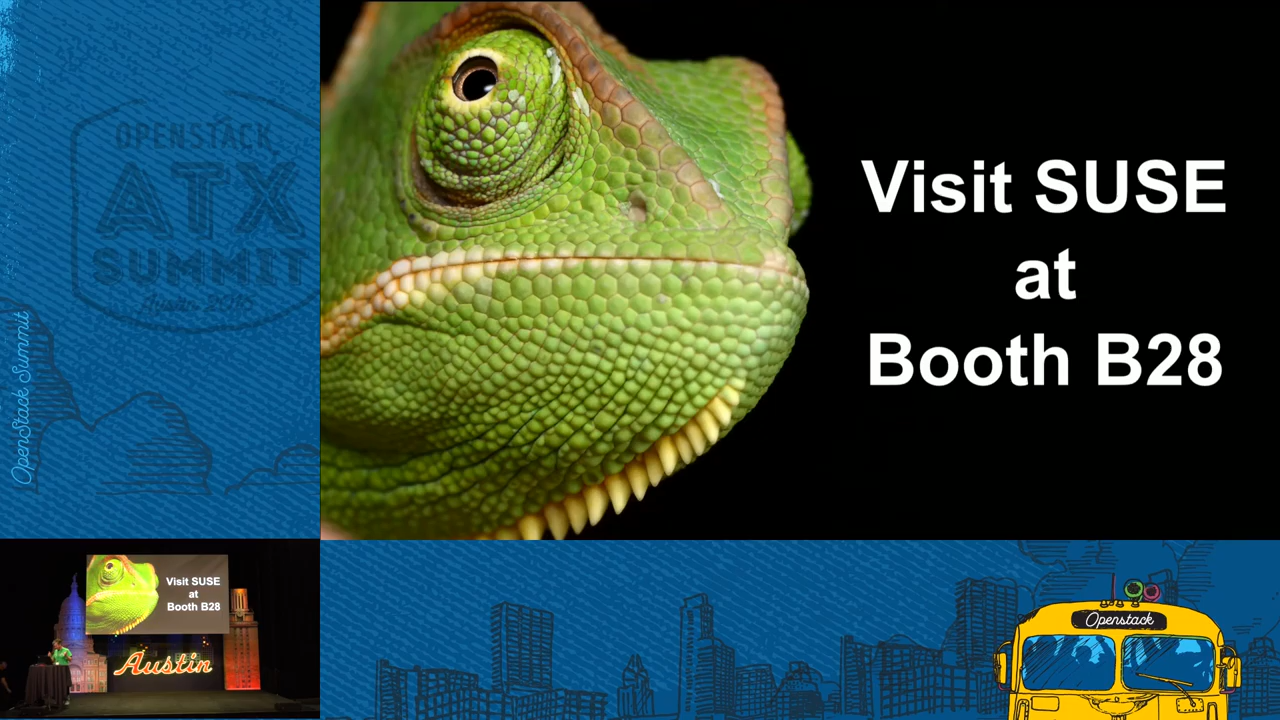 OPENSTACK
ATX
SUMMIT
Austin 2016
OpenStack Summit
Visit SUSE
at
Booth B28
Visit SUSE
at
Booth B28
Austin
Openstack